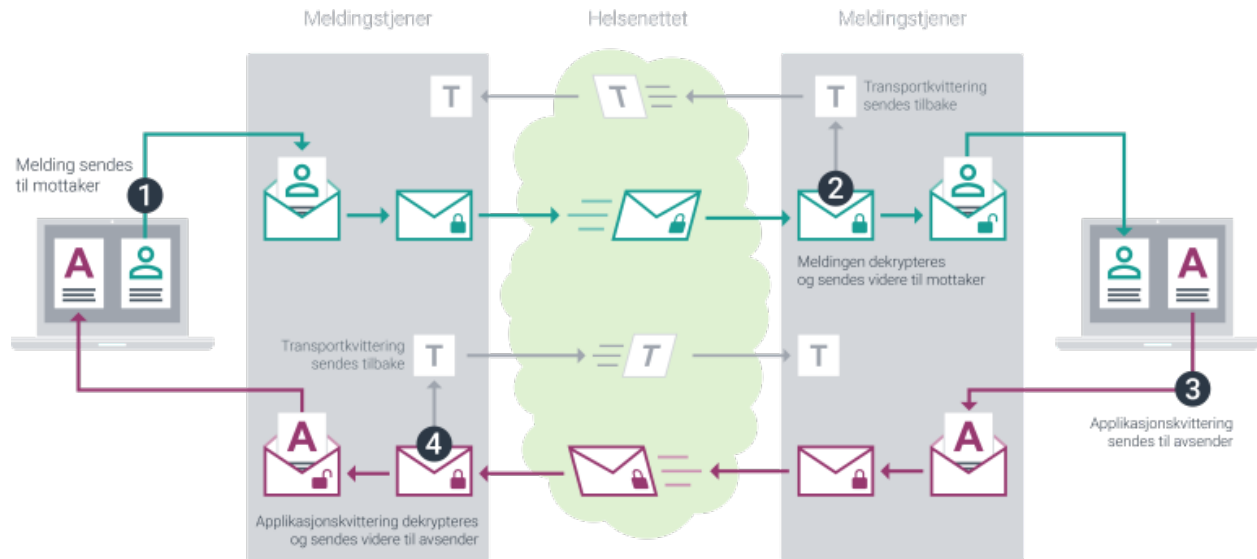 Meldingstjener
Helsenettet
Meldingstjener
T
T
T
Transportkvittering
sendes tilbake
Melding sendes
til mottaker
1
2
A
Meldingen dekrypteres
og sendes videre til mottaker
A
Transportkvittering
sendes tilbake
T
T
T
3
Applikasjonskvittering
sendes til avsender
A
4
A
Applikasjonskvittering dekrypteres
og sendes videre til avsender